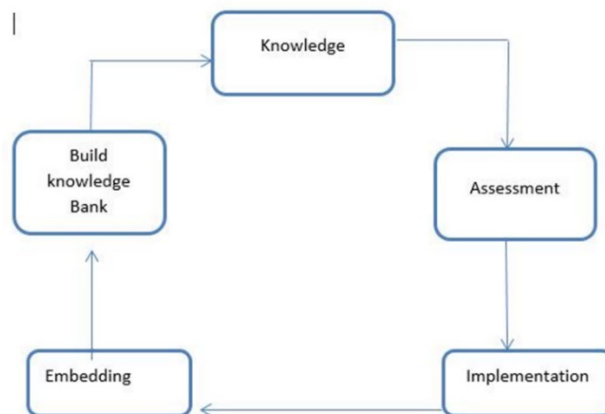 Knowledge
Build
knowledge
Bank
Assessment
Embedding
Implementation